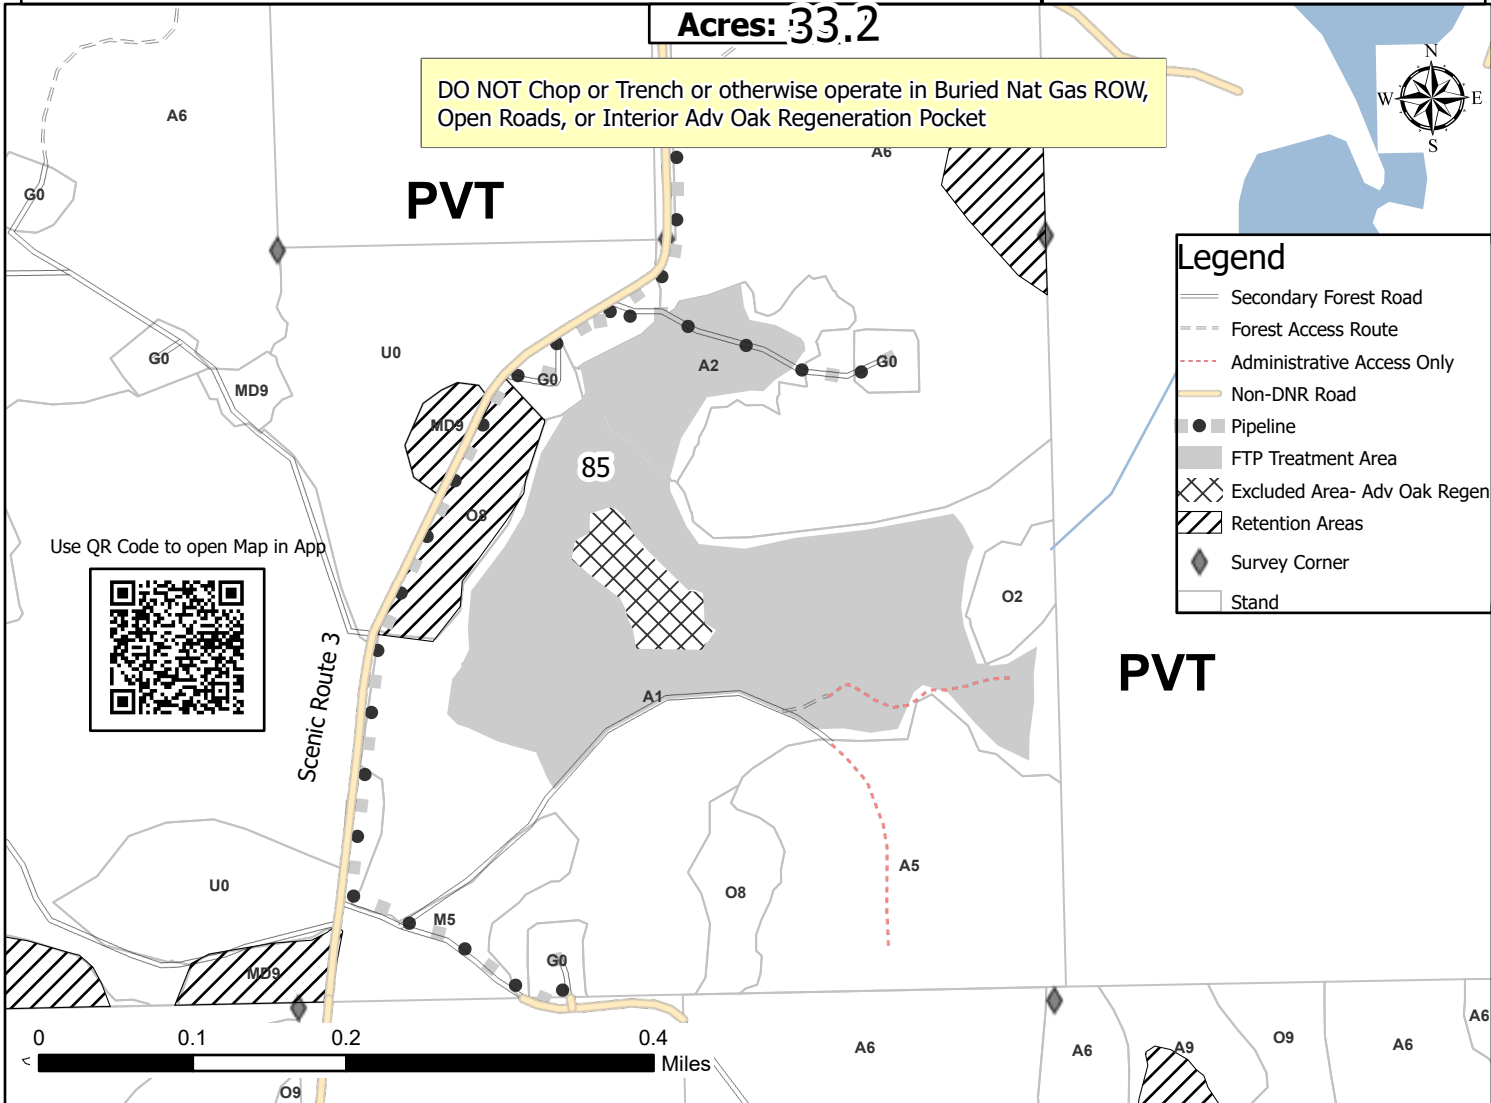 Acres: 33.2
DO NOT Chop or Trench or otherwise operate in Buried Nat Gas ROW,
Open Roads, or Interior Adv Oak Regeneration Pocket
N
W
E
S
A6
A6
G0
PVT
Legend
Secondary Forest Road
Forest Access Route
Administrative Access Only
Non-DNR Road
Pipeline
FTP Treatment Area
Excluded Area- Adv Oak Regen
Retention Areas
Survey Corner
Stand
G0
U0
MD9
G0
A2
G0
MD9
85
O8
Use QR Code to open Map in App
O2
PVT
Scenic Route 3
A1
U0
M5
O8
A5
G0
MD9
0
0.1
0.2
0.4
Miles
<
O9
A6
A6
A9
O9
A6
A6